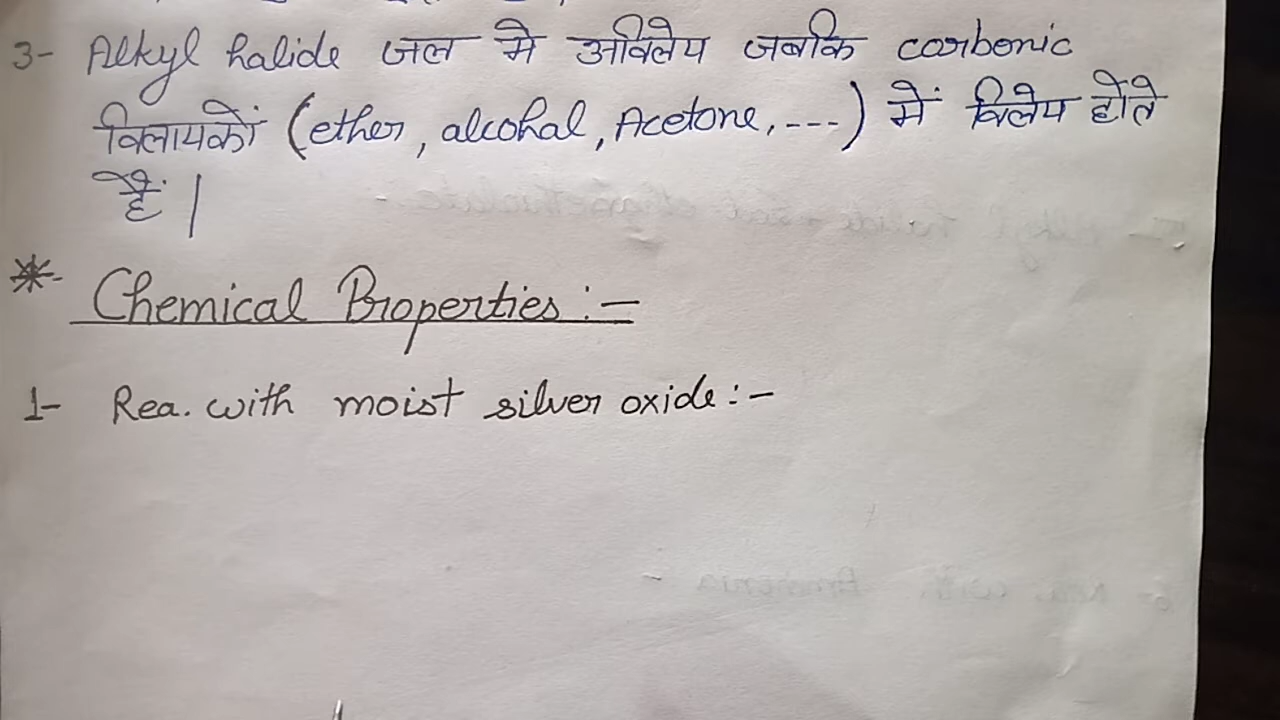 3- Alkyl halide जल मे अविलेय जबकि carbonic
विलायकों (ether, alcohal, Acetone, ---) में विलेय होते
हैं।
*- Chemical Properties :-
1- Rea. with moist silver oxide :-